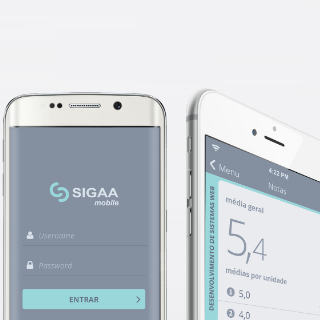 SIGAA
mobile
Username
Password
ENTRAR
4:22 PM
Menu
Notas
DESENVOLVIMENTO DE SISTEMAS WEB
média geral
5,4
médias por unidade
1 5,0
2 4,0